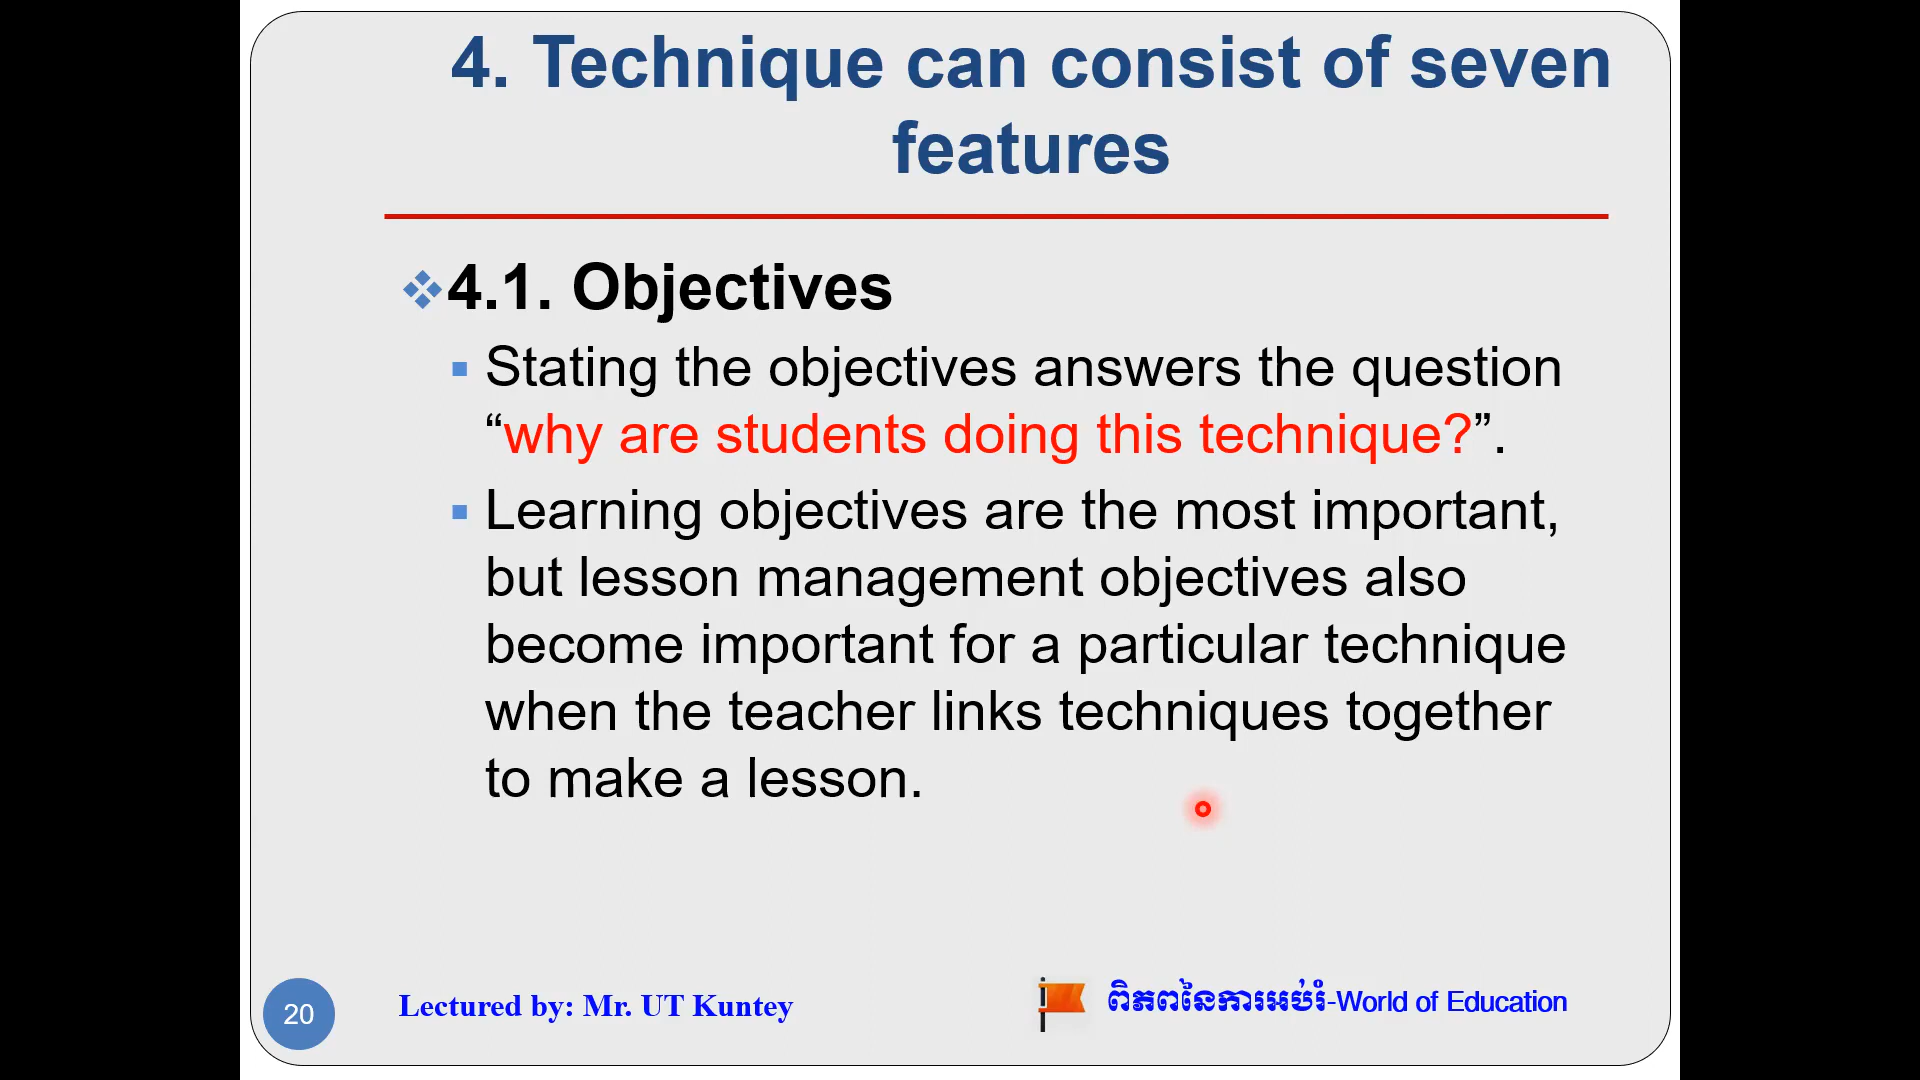 4. Technique can consist of seven
features
4.1. Objectives
Stating the objectives answers the question
“why are students doing this technique?”.
Learning objectives are the most important,
but lesson management objectives also
become important for a particular technique
when the teacher links techniques together
to make a lesson.
20
Lectured by: Mr. UT Kuntey
ពិភពនៃការអប់រំ-World of Education